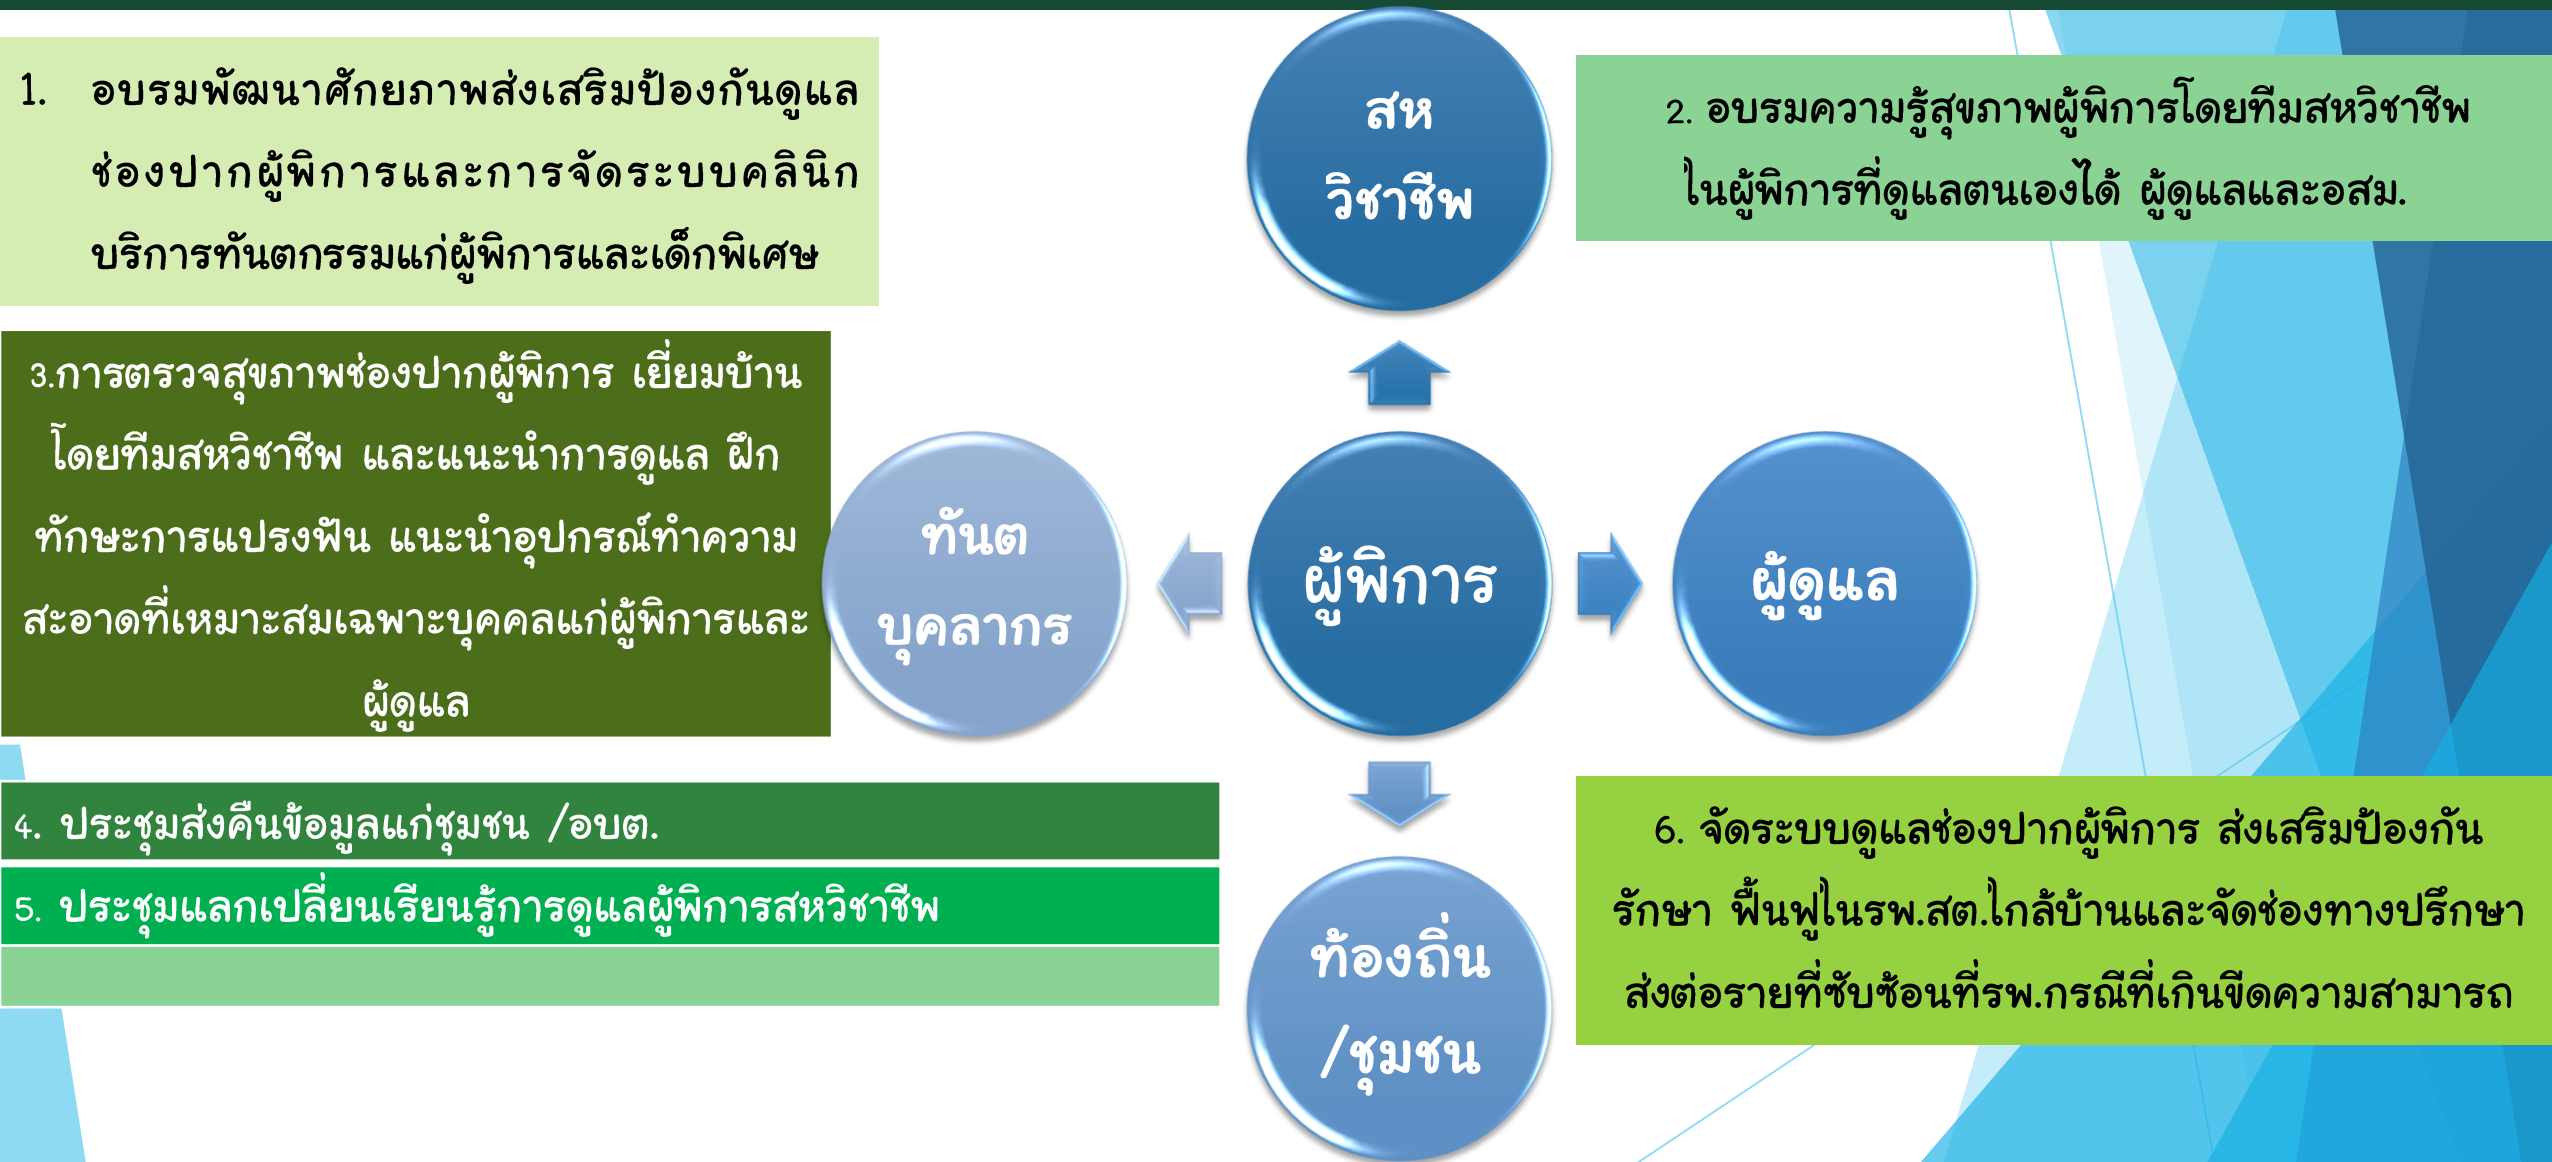 1. อบรมพัฒนาศักยภาพส่งเสริมป้องกันดูแล
ช่องปากผู้พิการและการจัดระบบคลินิก
บริการทันตกรรมแก่ผู้พิการและเด็กพิเศษ
สห
วิชาชีพ
2. อบรมความรู้สุขภาพผู้พิการโดยทีมสหวิชาชีพ
ในผู้พิการที่ดูแลตนเองได้ ผู้ดูแลและอสม.
3.การตรวจสุขภาพช่องปากผู้พิการ เยี่ยมบ้าน
โดยทีมสหวิชาชีพ และแนะนำการดูแล ฝึก
ทักษะการแปรงฟัน แนะนำอุปกรณ์ทำความ
สะอาดที่เหมาะสมเฉพาะบุคคลแก่ผู้พิการและ
ผู้ดูแล
ทันต
บุคลากร
ผู้พิการ
ผู้ดูแล
4. ประชุมส่งคืนข้อมูลแก่ชุมชน /อบต.
5. ประชุมแลกเปลี่ยนเรียนรู้การดูแลผู้พิการสหวิชาชีพ
ท้องถิ่น
/ชุมชน
6. จัดระบบดูแลช่องปากผู้พิการ ส่งเสริมป้องกัน
รักษา ฟื้นฟูในรพ.สต.ใกล้บ้านและจัดช่องทางปรึกษา
ส่งต่อรายที่ซับซ้อนที่รพ.กรณีที่เกินขีดความสามารถ